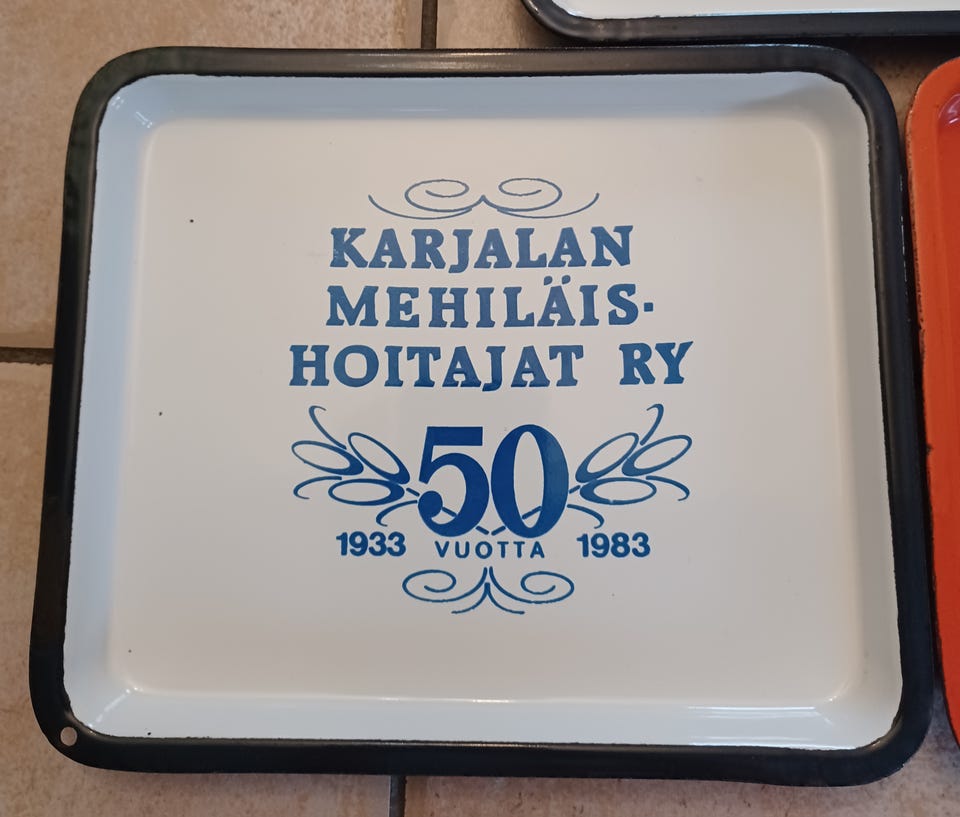 KARJALAN
MEHILÄIS-
HOITAJAT RY
50
1933 VUOTTA 1983